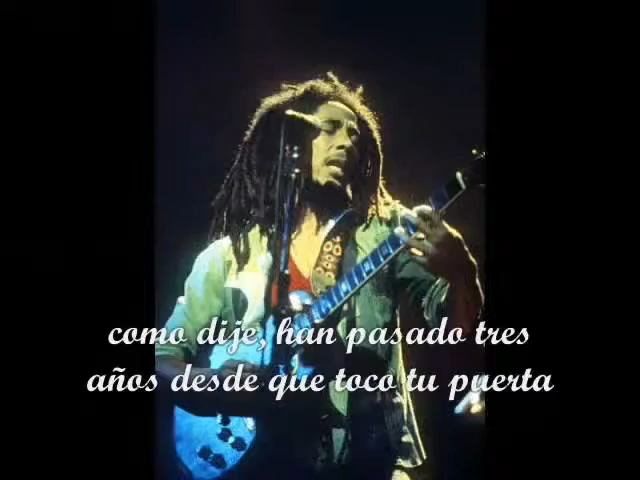 como dije, han pasado tres
años desde que toco tu puerta